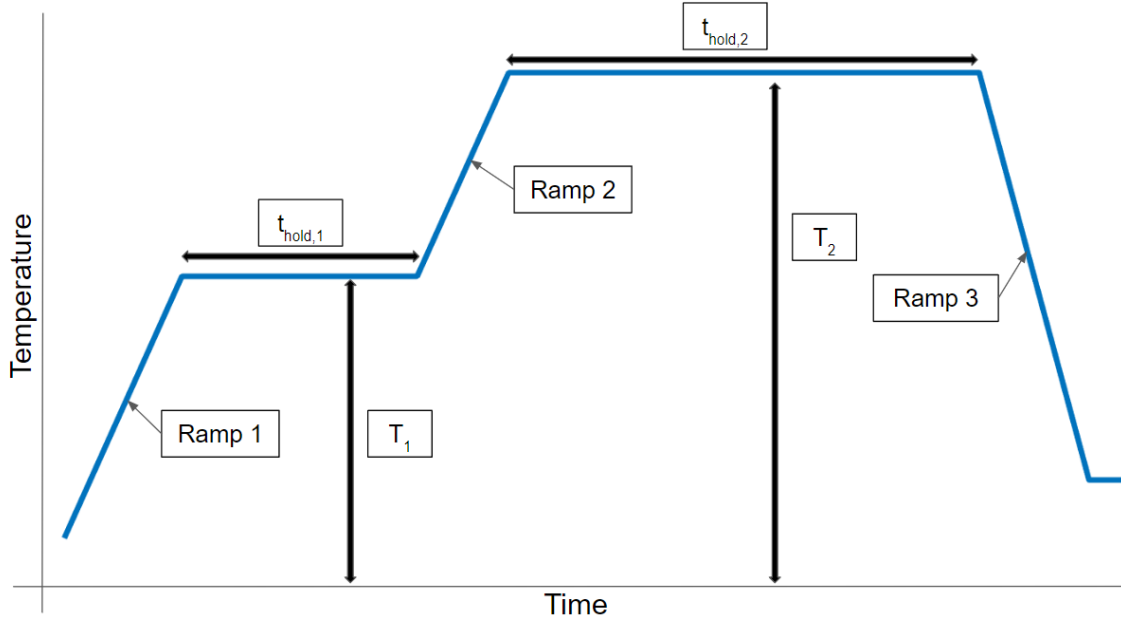 t_hold,2
Ramp 2
t_hold,1
T_2
Ramp 3
Temperature
Ramp 1
T_1
Time